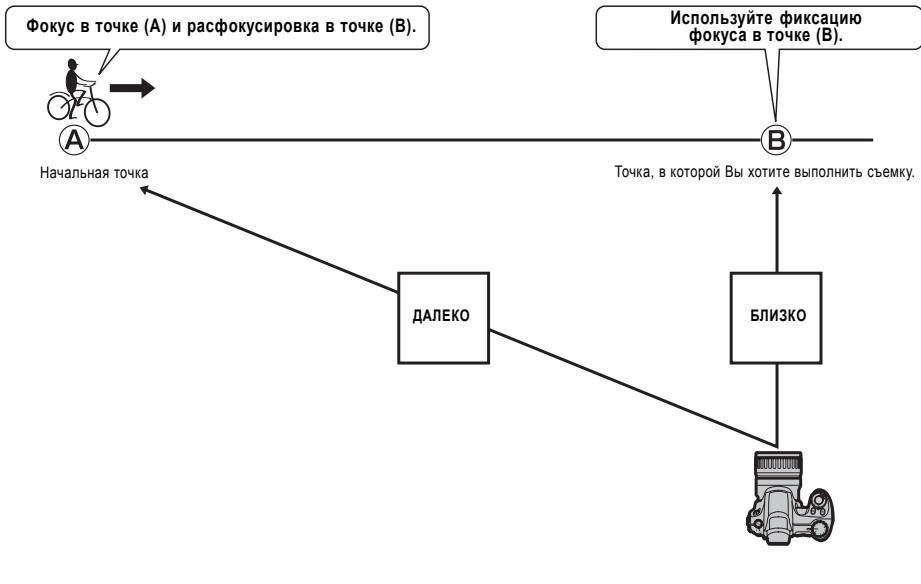 Фокус в точке (A) и расфокусировка в точке (B).
Используйте фиксацию
фокуса в точке (B).
A
B
Начальная точка
Точка, в которой Вы хотите выполнить съемку.
ДАЛЕКО
БЛИЗКО